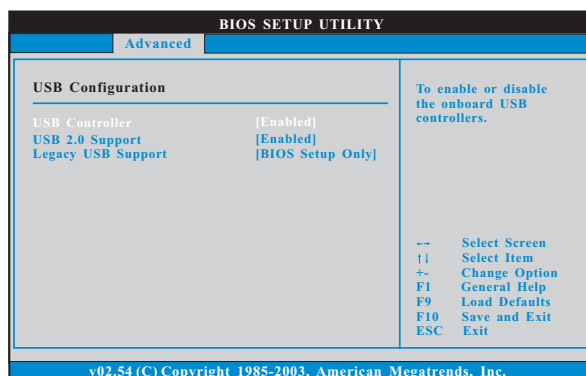 BIOS SETUP UTILITY
Advanced
USB Configuration
USB Controller [Enabled]
USB 2.0 Support [Enabled]
Legacy USB Support [BIOS Setup Only]
To enable or disable
the onboard USB
controllers.
←→ Select Screen
↑↓ Select Item
+- Change Option
F1 General Help
F9 Load Defaults
F10 Save and Exit
ESC Exit
v02.54 (C) Copyright 1985-2003, American Megatrends, Inc.